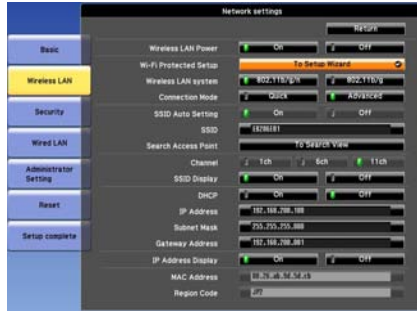 Network settings
Return
Basic
Wireless LAN
Security
Wired LAN
Administrator
Setting
Reset
Setup complete
Wireless LAN Power On Off
Wi-Fi Protected Setup To Setup Wizard
Wireless LAN system 802.11b/g/n 802.11b/g
Connection Mode Quick Advanced
SSID Auto Setting On Off
SSID
Search Access Point To Search View
Channel 1ch 6ch 11ch
SSID Display On Off
DHCP On Off
IP Address 192.168.200.100
Subnet Mask 255.255.255.000
Gateway Address 192.168.200.001
IP Address Display On Off
MAC Address
Region Code